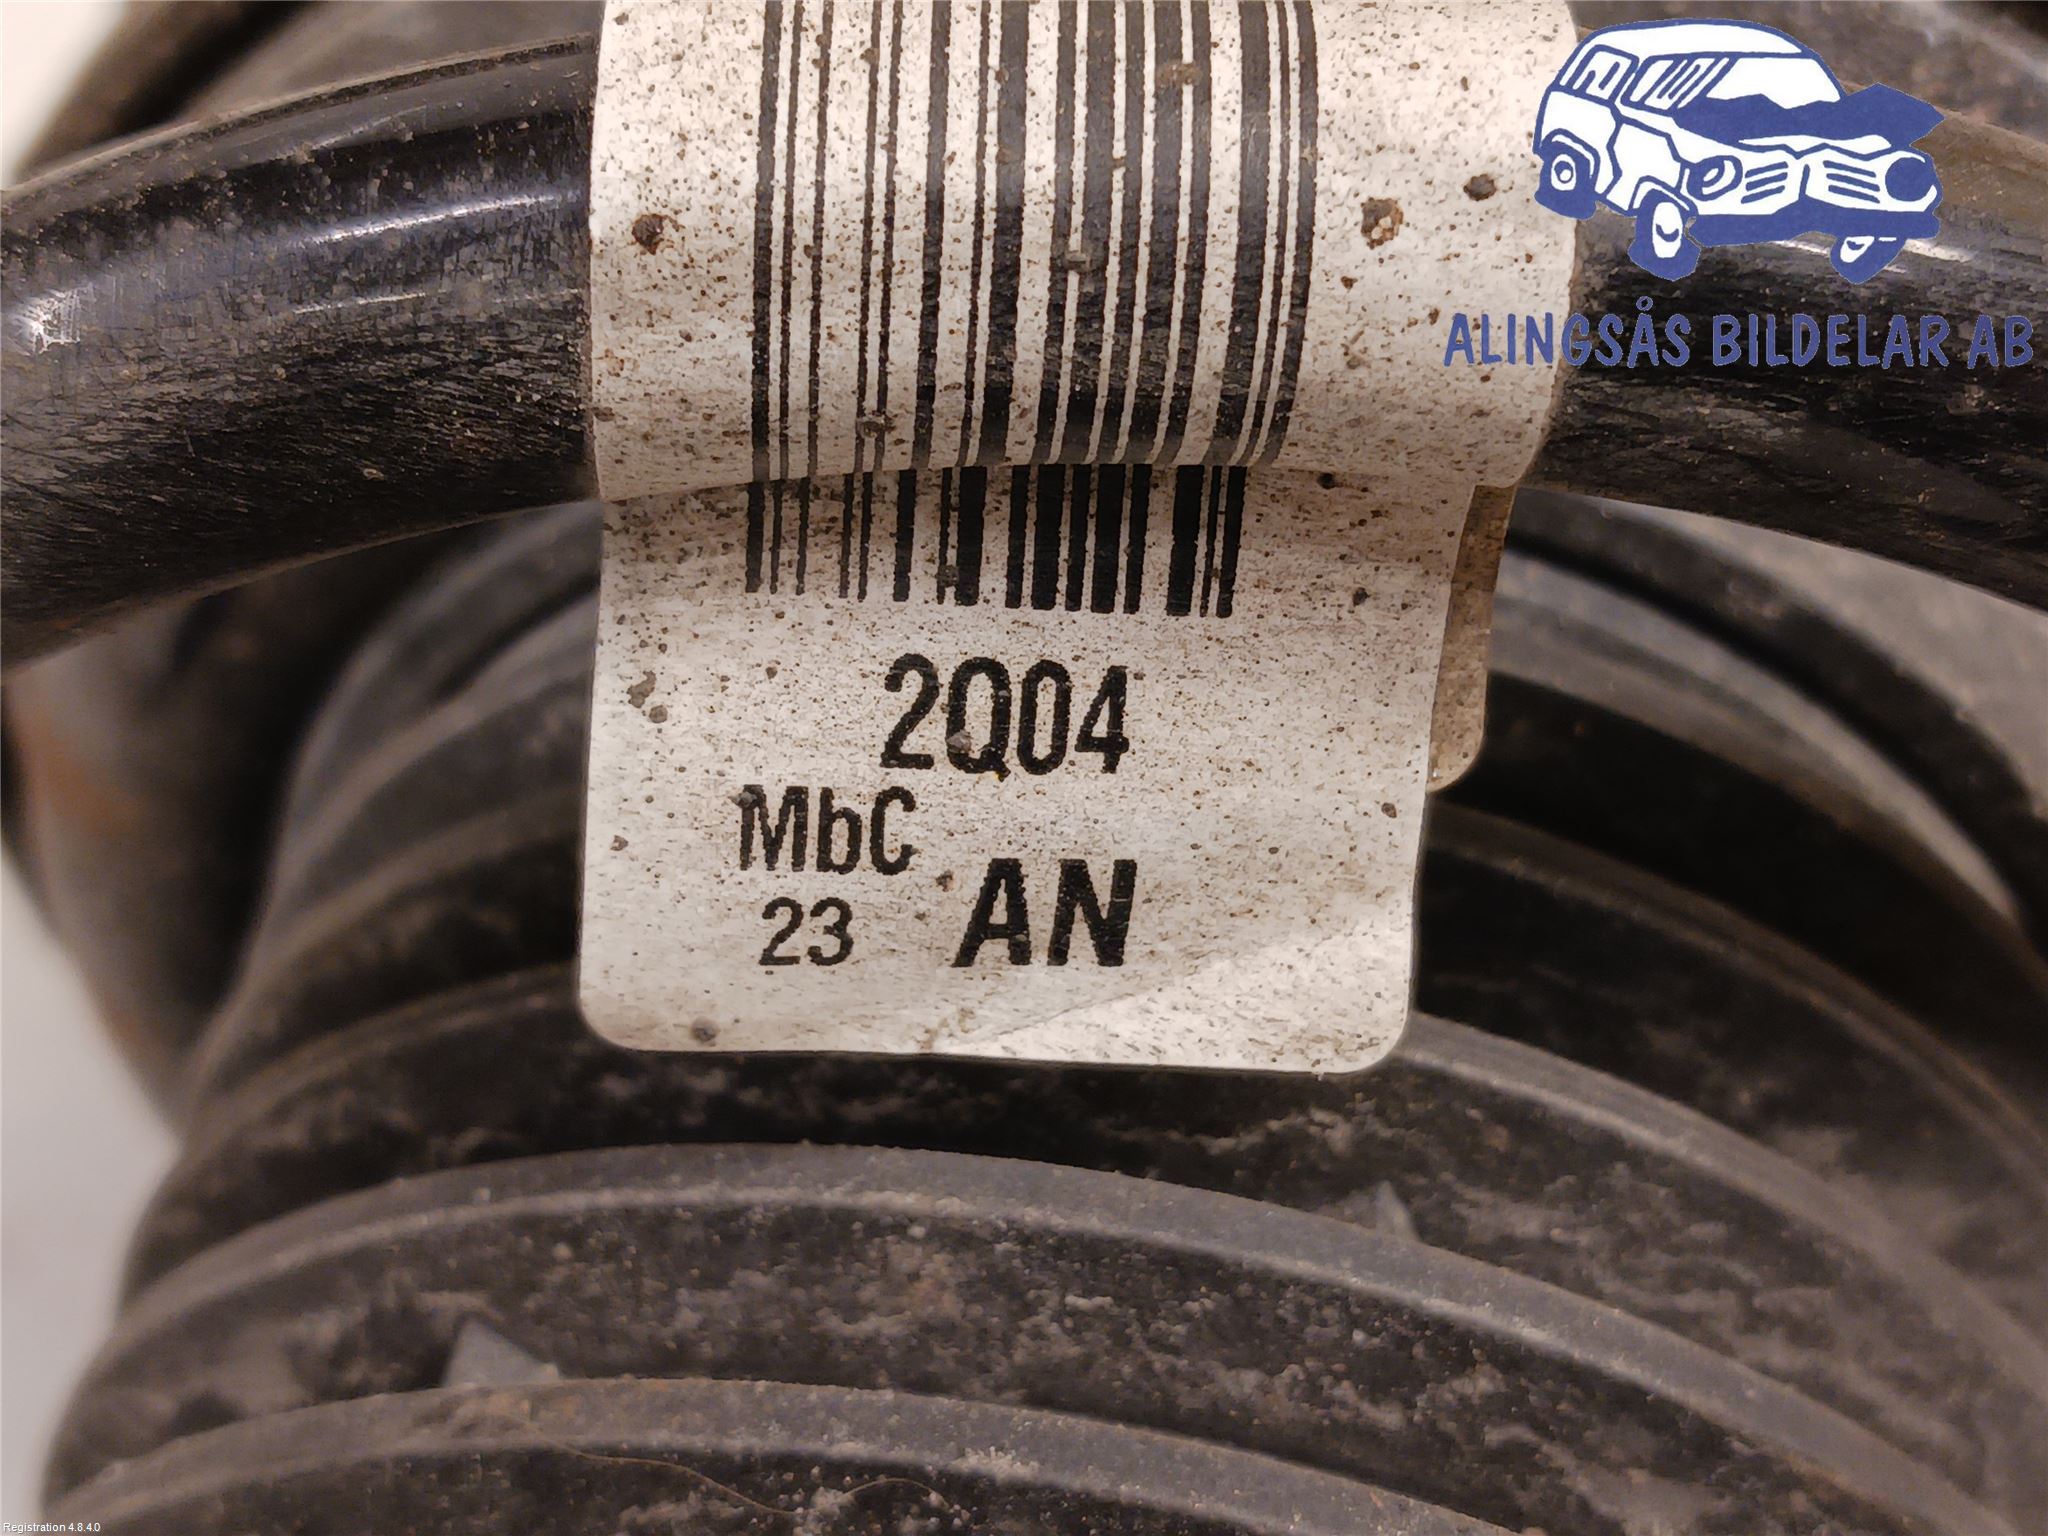 ALINGSÅS BILDELAR AB
2Q04
MbC
23 AN
Registration 4.8.4.0